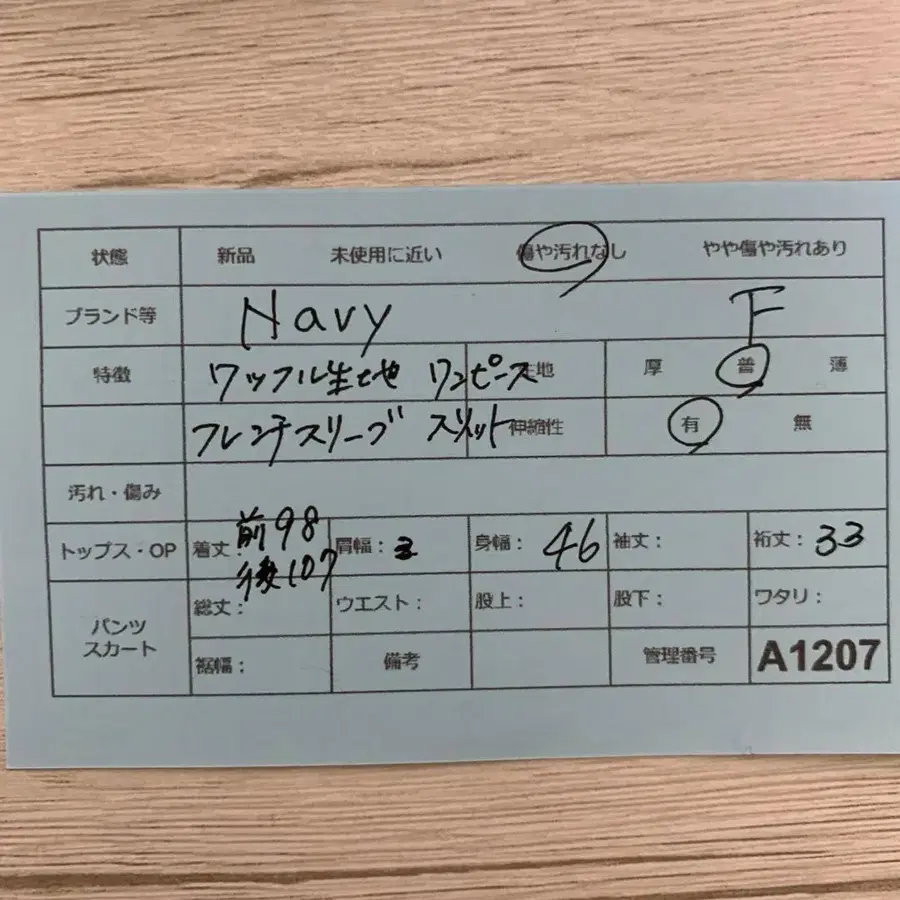 状態 新品 未使用に近い 傷や汚れなし やや傷や汚れあり
ブランド等 Navy F
特徴 ワッフル生地 ワンピース 生地 厚 普 薄
フレンチスリーブ スリット 伸縮性 有 無
汚れ・傷み
トップス・OP 着丈: 前98 肩幅: 身幅: 46 袖丈: 裄丈: 33
後107
パンツ 総丈: ウエスト: 股上: 股下: ワタリ:
スカート
裾幅: 備考 管理番号 A1207